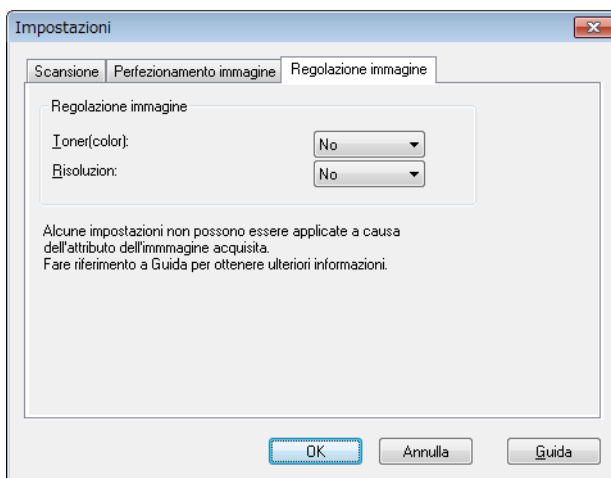 Impostazioni
Scansione
Perfezionamento immagine
Regolazione immagine
Regolazione immagine
Toner(color):
No
Risoluzion:
No
Alcune impostazioni non possono essere applicate a causa
dell'attributo dell'immmagine acquisita.
Fare riferimento a Guida per ottenere ulteriori informazioni.
OK
Annulla
Guida